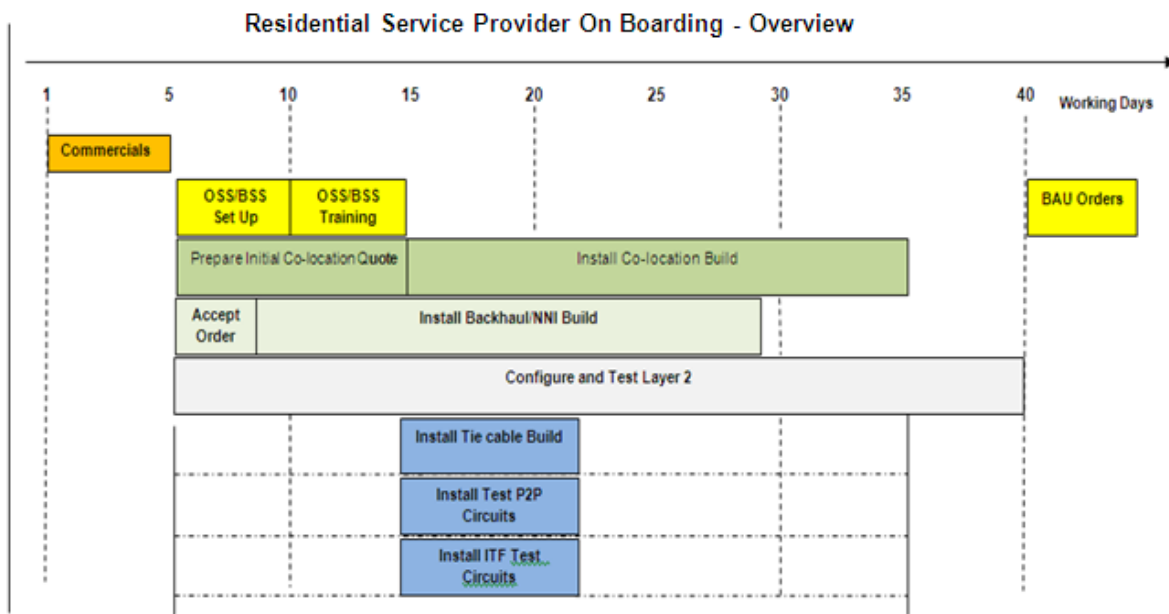 Residential Service Provider On Boarding - Overview
1 5 10 15 20 25 30 35 40 Working Days
Commercials
OSS/BSS
Set Up
OSS/BSS
Training
BAU Orders
Prepare Initial Co-location Quote
Install Co-location Build
Accept
Order
Install Backhaul/NNI Build
Configure and Test Layer 2
Install Tie cable Build
Install Test P2P
Circuits
Install ITF Test
Circuits